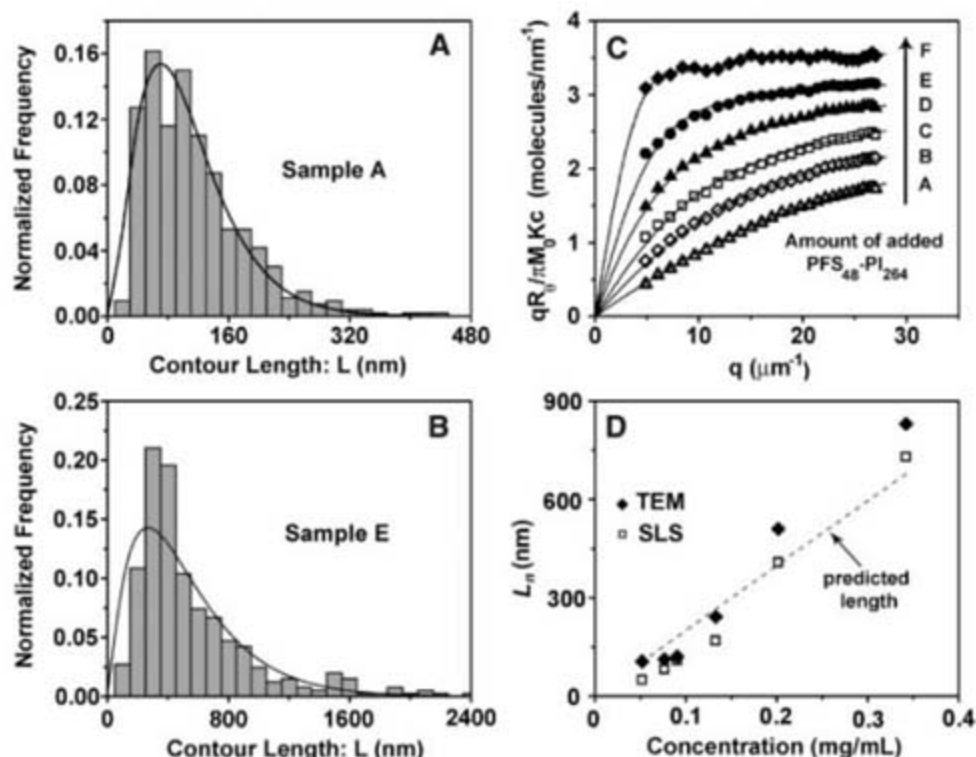 A
Normalized Frequency
0.16
0.12
0.08
0.04
0.00
Sample A
0 160 320 480
Contour Length: L (nm)
C
qRθ/πM₀Kc (molecules/nm⁻¹)
4
3
2
1
0
F
E
D
C
B
A
Amount of added
PFS₄₈-PI₂₆₄
0 10 20 30 40
q (μm⁻¹)
B
Normalized Frequency
0.25
0.20
0.15
0.10
0.05
0.00
Sample E
0 800 1600 2400
Contour Length: L (nm)
D
Lₙ (nm)
900
600
300
0
TEM
SLS
predicted
length
0 0.1 0.2 0.3 0.4
Concentration (mg/mL)